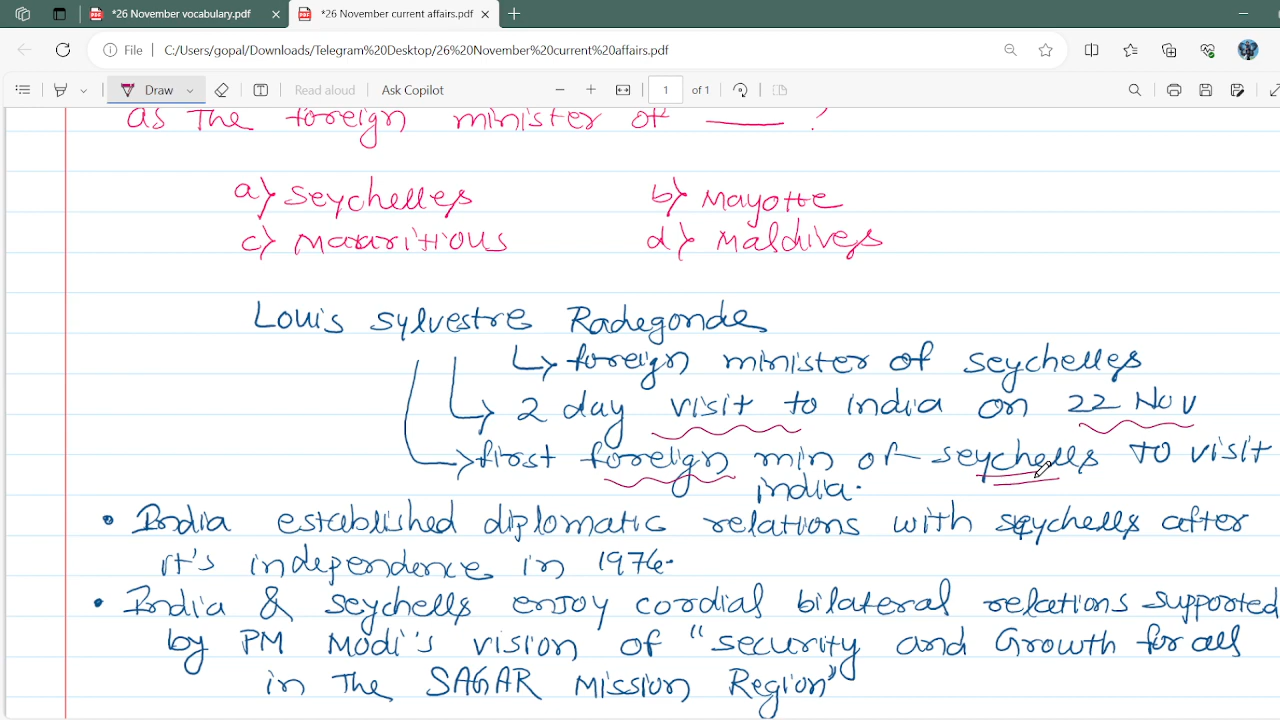 *26 November vocabulary.pdf
*26 November current affairs.pdf
File | C:/Users/gopal/Downloads/Telegram%20Desktop/26%20November%20current%20affairs.pdf
Draw
Read aloud
Ask Copilot
1 of 1
as The foreign minister of ____ ?
a) Seychelles b) Mayotte
c) Mauritious d) Maldives
Louis sylvestre Radegonde
↳ foreign minister of seychelles
→ 2 day visit to india on 22 Nov
→ first foreign min of seychells To visit
india.
• India established diplomatic relations with seychells after
it's independence in 1976.
• India & seychells enjoy cordial bilateral relations supported
by PM Modi's vision of "security and Growth for all
in The SAGAR Mission Region"